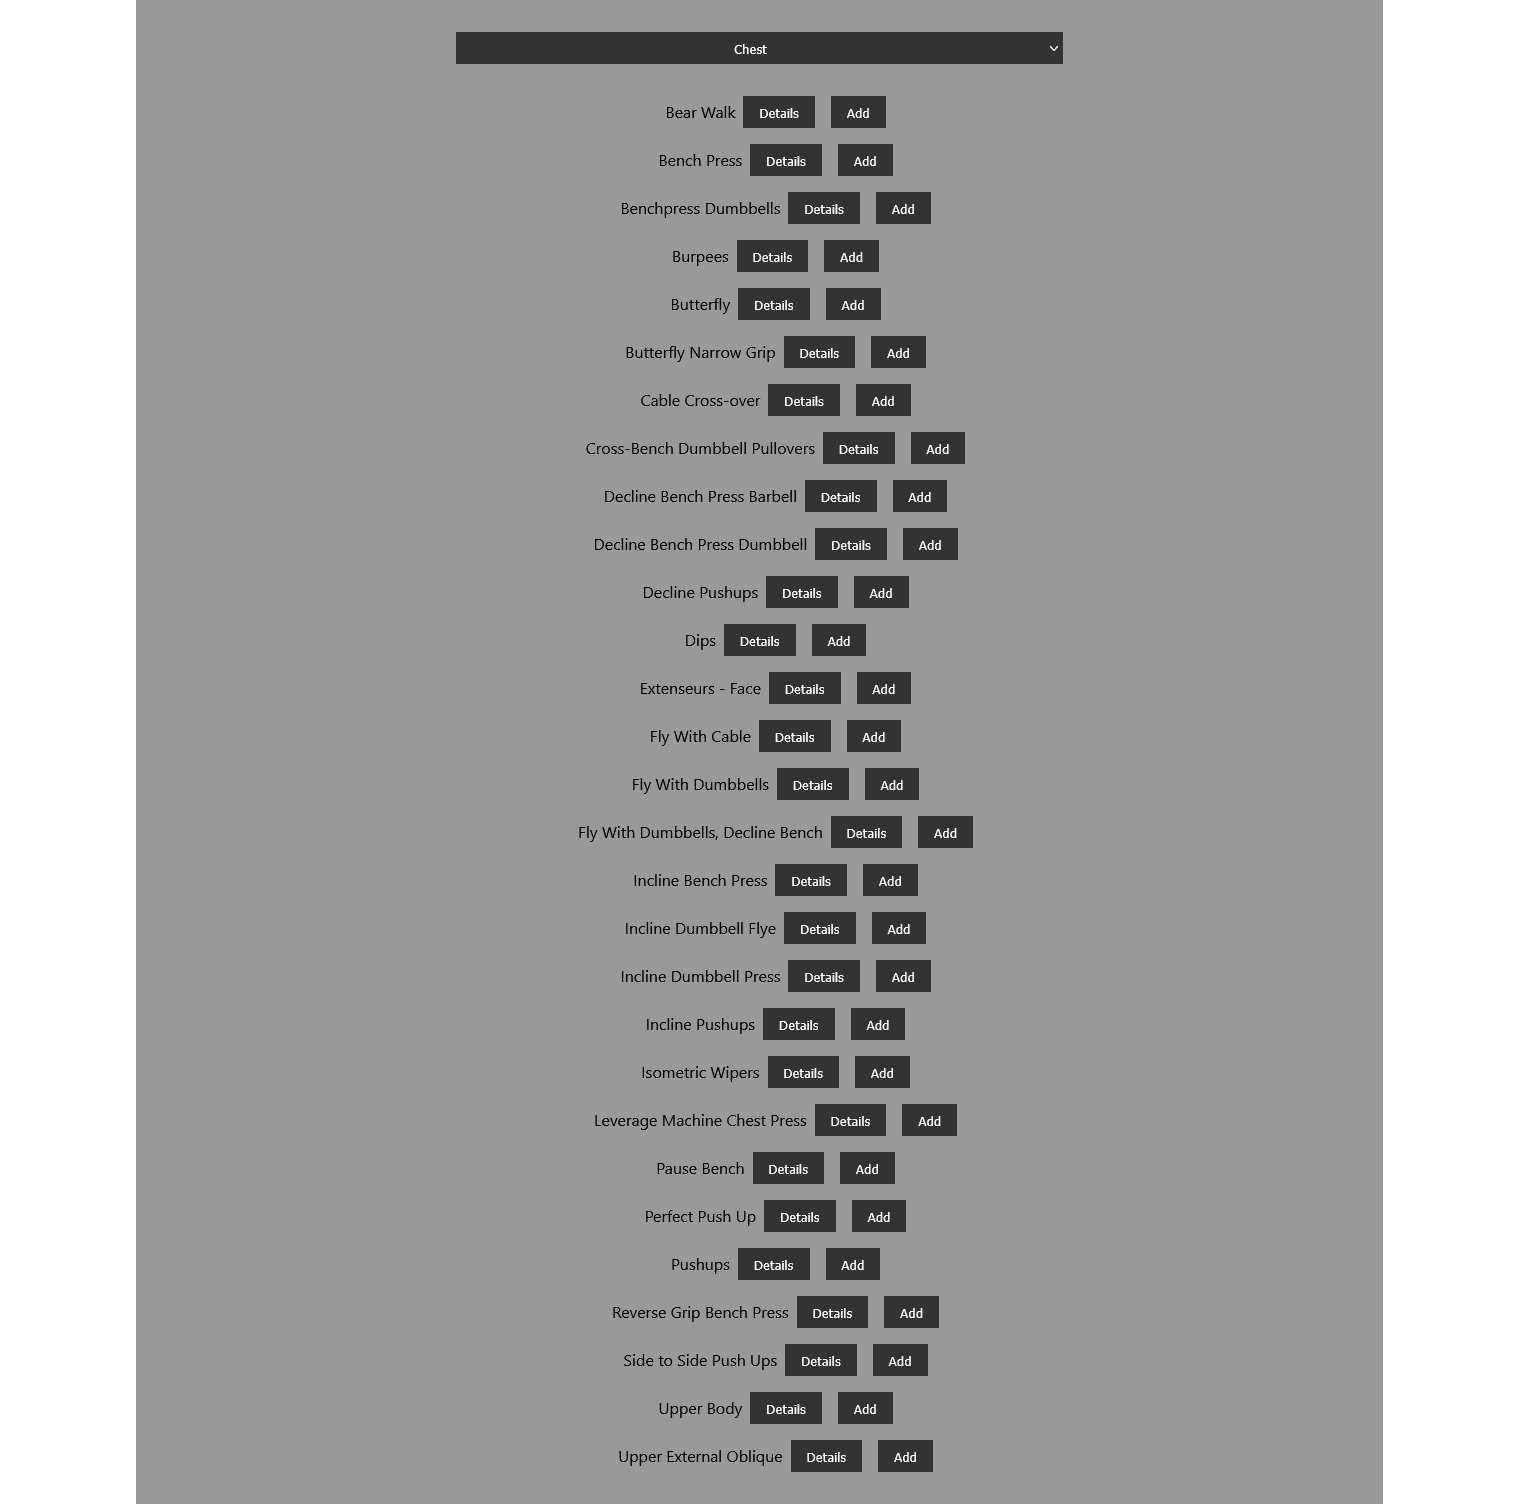 Chest
Bear Walk Details Add
Bench Press Details Add
Benchpress Dumbbells Details Add
Burpees Details Add
Butterfly Details Add
Butterfly Narrow Grip Details Add
Cable Cross-over Details Add
Cross-Bench Dumbbell Pullovers Details Add
Decline Bench Press Barbell Details Add
Decline Bench Press Dumbbell Details Add
Decline Pushups Details Add
Dips Details Add
Extenseurs - Face Details Add
Fly With Cable Details Add
Fly With Dumbbells Details Add
Fly With Dumbbells, Decline Bench Details Add
Incline Bench Press Details Add
Incline Dumbbell Flye Details Add
Incline Dumbbell Press Details Add
Incline Pushups Details Add
Isometric Wipers Details Add
Leverage Machine Chest Press Details Add
Pause Bench Details Add
Perfect Push Up Details Add
Pushups Details Add
Reverse Grip Bench Press Details Add
Side to Side Push Ups Details Add
Upper Body Details Add
Upper External Oblique Details Add